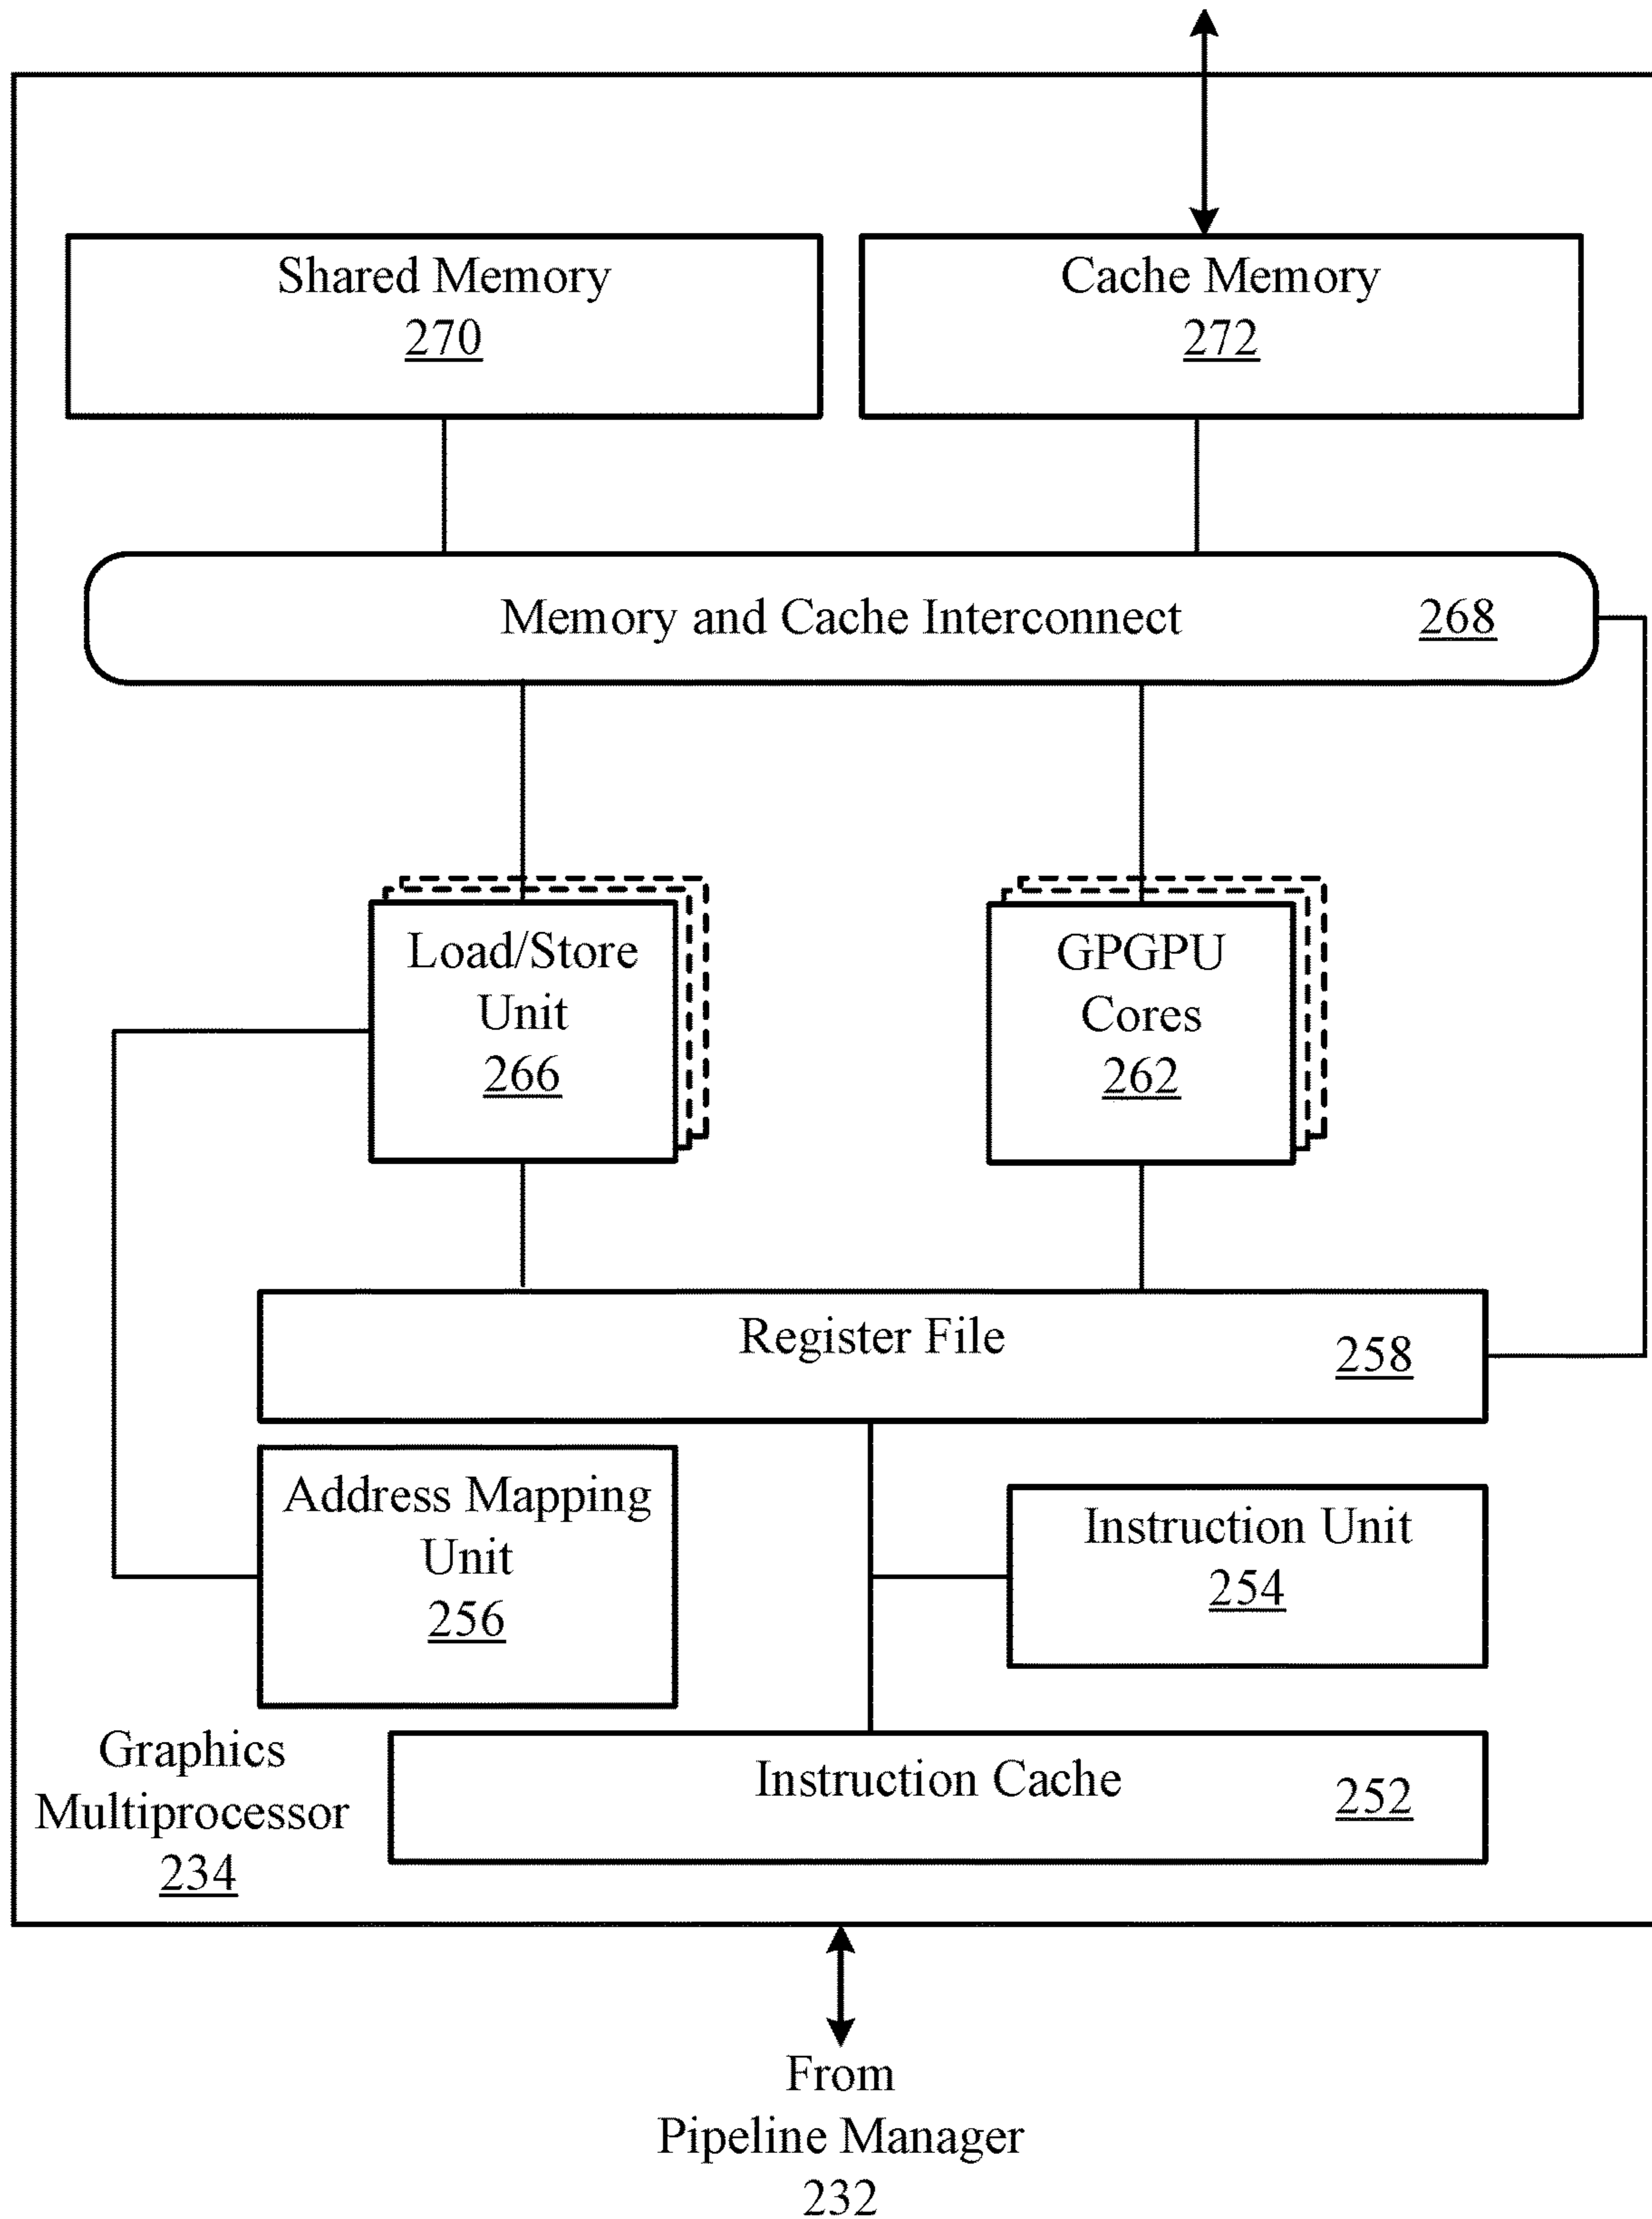 Shared Memory
270
Cache Memory
272
Memory and Cache Interconnect 268
Load/Store
Unit
266
GPGPU
Cores
262
Register File 258
Address Mapping
Unit
256
Instruction Unit
254
Graphics
Multiprocessor
234
Instruction Cache 252
From
Pipeline Manager
232